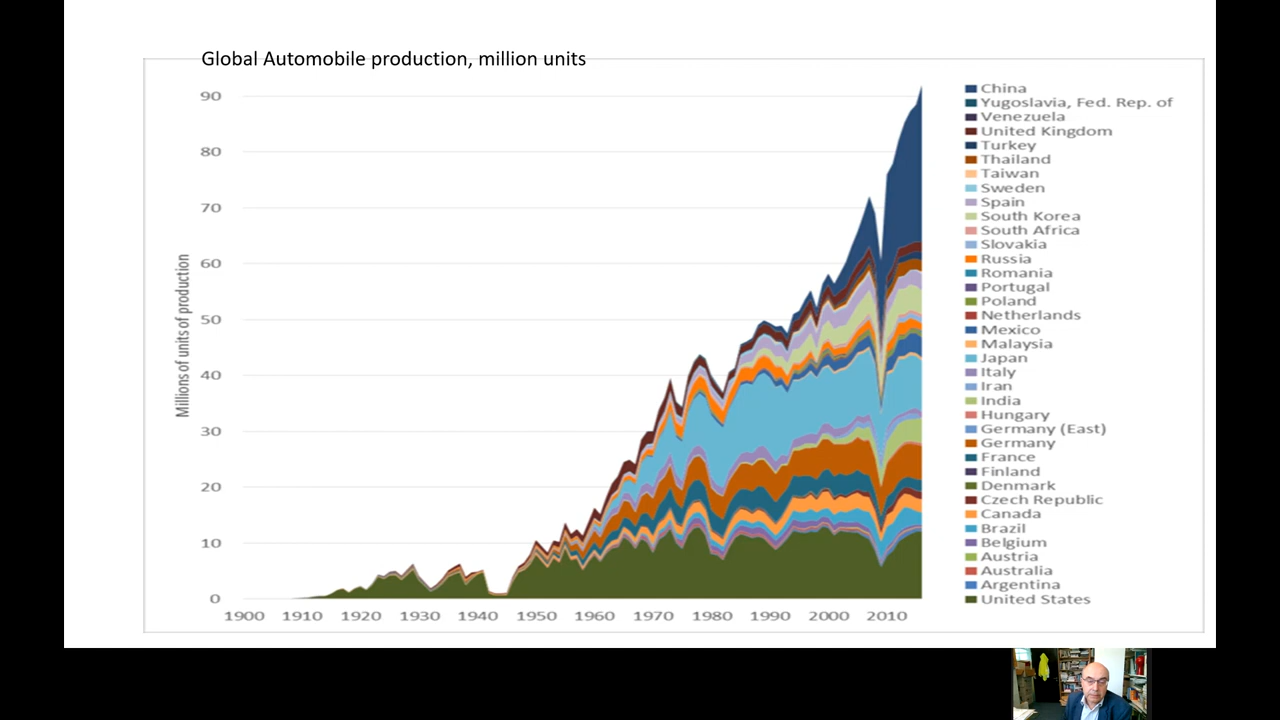 Global Automobile production, million units
Millions of units of production
90
80
70
60
50
40
30
20
10
0
1900 1910 1920 1930 1940 1950 1960 1970 1980 1990 2000 2010
China
Yugoslavia, Fed. Rep. of
Venezuela
United Kingdom
Turkey
Thailand
Taiwan
Sweden
Spain
South Korea
South Africa
Slovakia
Russia
Romania
Portugal
Poland
Netherlands
Mexico
Malaysia
Japan
Italy
Iran
India
Hungary
Germany (East)
Germany
France
Finland
Denmark
Czech Republic
Canada
Brazil
Belgium
Austria
Australia
Argentina
United States